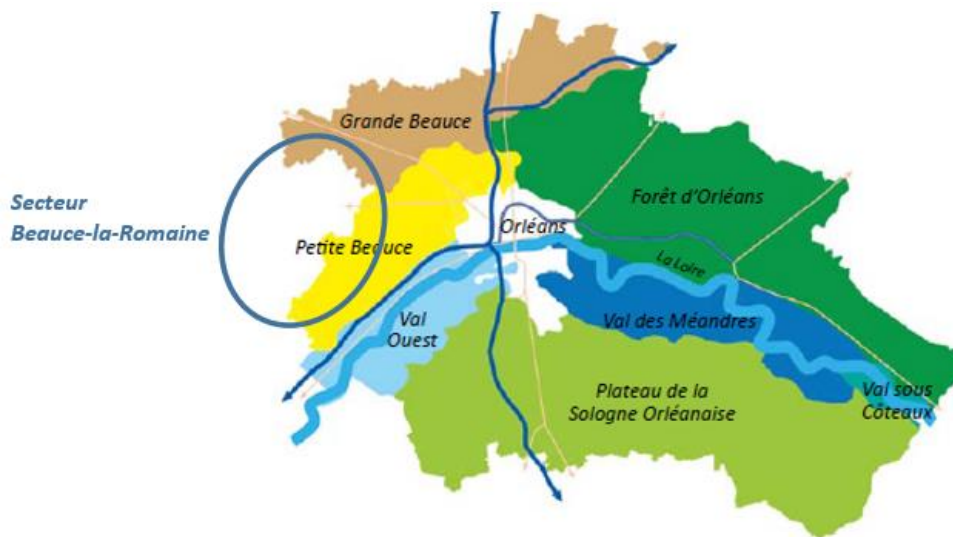 Grande Beauce
Secteur
Beauce-la-Romaine
Forêt d'Orléans
Orléans
Petite Beauce
La Loire
Val
Ouest
Val des Méandres
Plateau de la
Sologne Orléanaise
Val sous
Côteaux